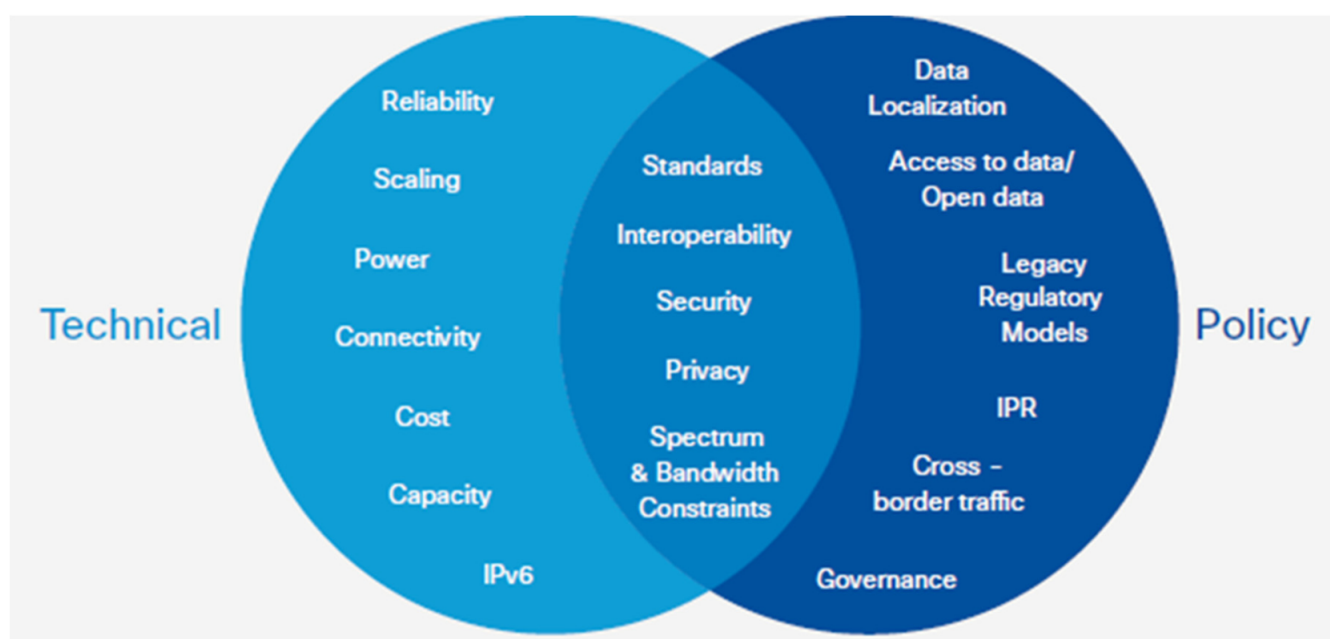 Technical
Reliability
Scaling
Power
Connectivity
Cost
Capacity
IPv6
Standards
Interoperability
Security
Privacy
Spectrum
& Bandwidth
Constraints
Data
Localization
Access to data/
Open data
Legacy
Regulatory
Models
IPR
Cross -
border traffic
Governance
Policy